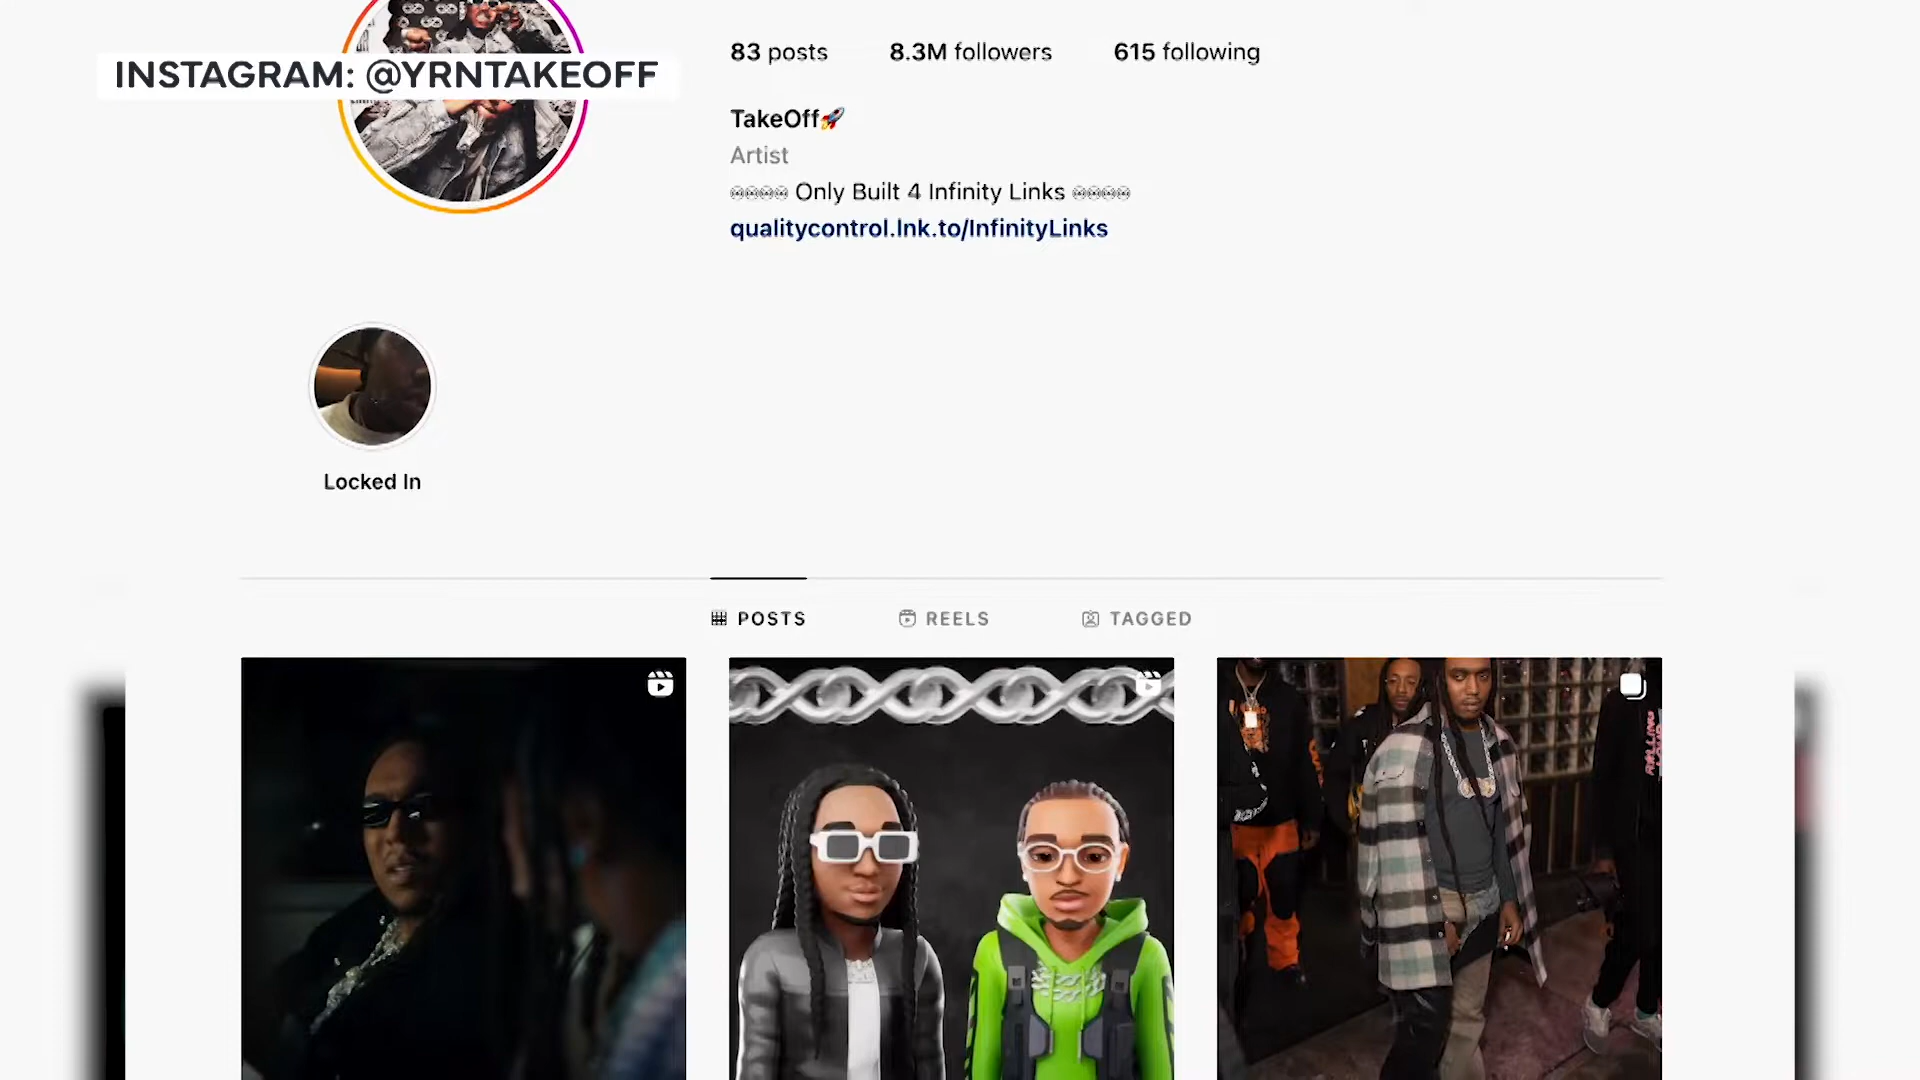 83 posts 8.3M followers 615 following
INSTAGRAM: @YRNTAKEOFF
TakeOff🚀
Artist
Only Built 4 Infinity Links
qualitycontrol.lnk.to/InfinityLinks
Locked In
POSTS REELS TAGGED